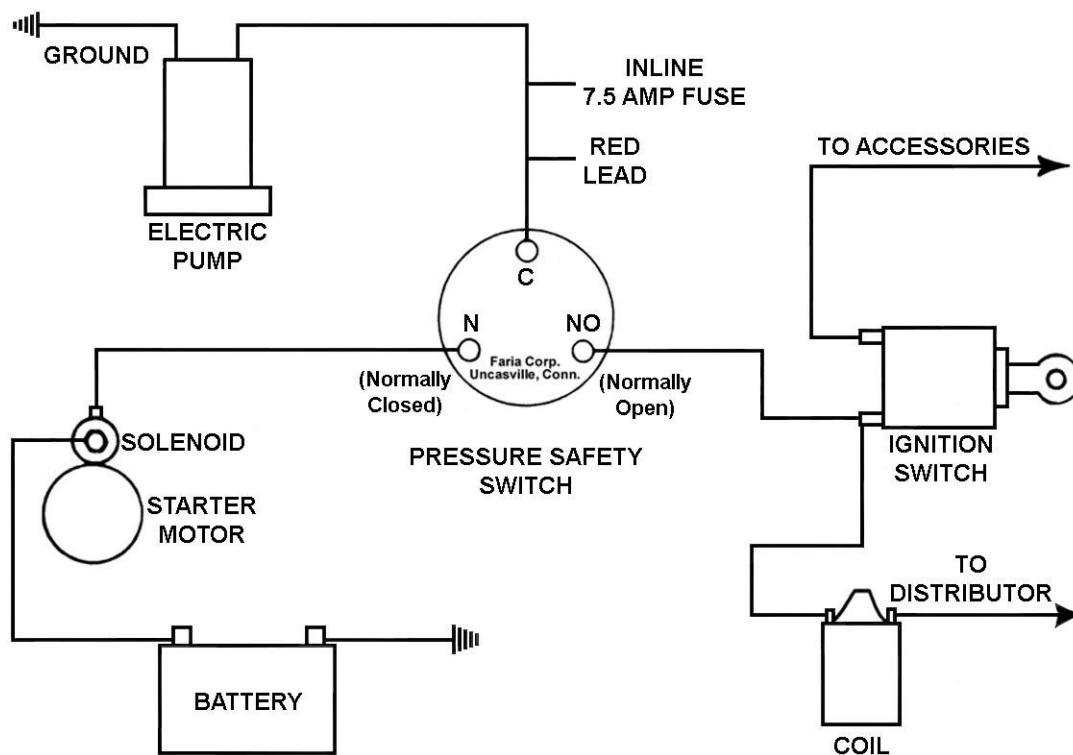 GROUND
INLINE
7.5 AMP FUSE
RED
LEAD
TO ACCESSORIES
ELECTRIC
PUMP
C
N
NO
Faria Corp.
Uncasville, Conn.
(Normally
Closed)
(Normally
Open)
IGNITION
SWITCH
SOLENOID
PRESSURE SAFETY
SWITCH
STARTER
MOTOR
TO
DISTRIBUTOR
BATTERY
COIL